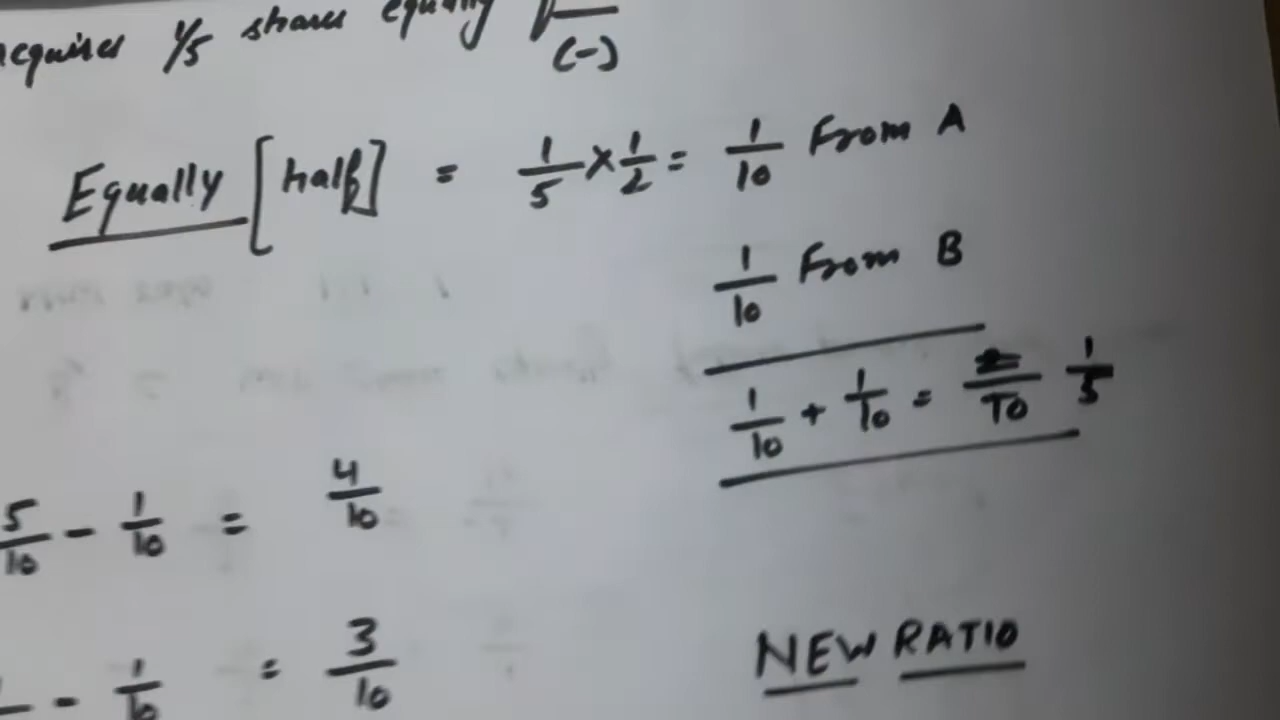 acquires 1/5 shares equally
(-)
Equally [half] = 1/5 × 1/2 = 1/10 From A
1/10 From B
1/10 + 1/10 = 2/10 1/5
5/10 - 1/10 = 4/10
- 1/10 = 3/10
NEW RATIO